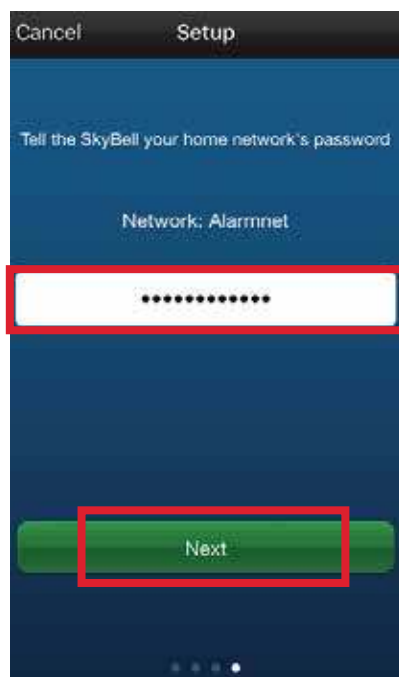 Cancel Setup
Tell the SkyBell your home network's password
Network: Alarmnet
••••••••••••
Next